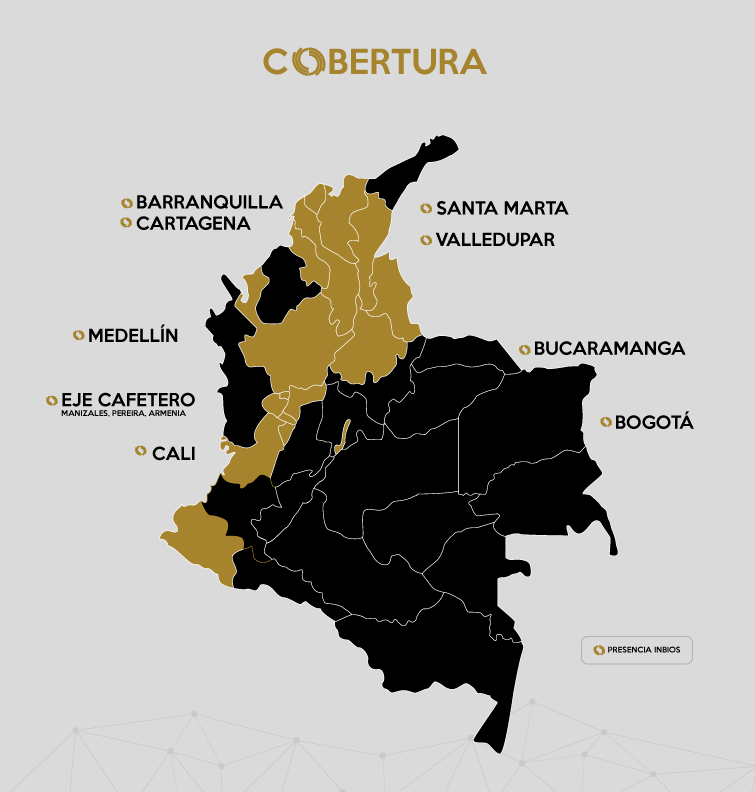 COBERTURA
BARRANQUILLA
CARTAGENA
SANTA MARTA
VALLEDUPAR
MEDELLÍN
BUCARAMANGA
EJE CAFETERO
MANIZALES, PEREIRA, ARMENIA
BOGOTÁ
CALI
PRESENCIA INBIOS